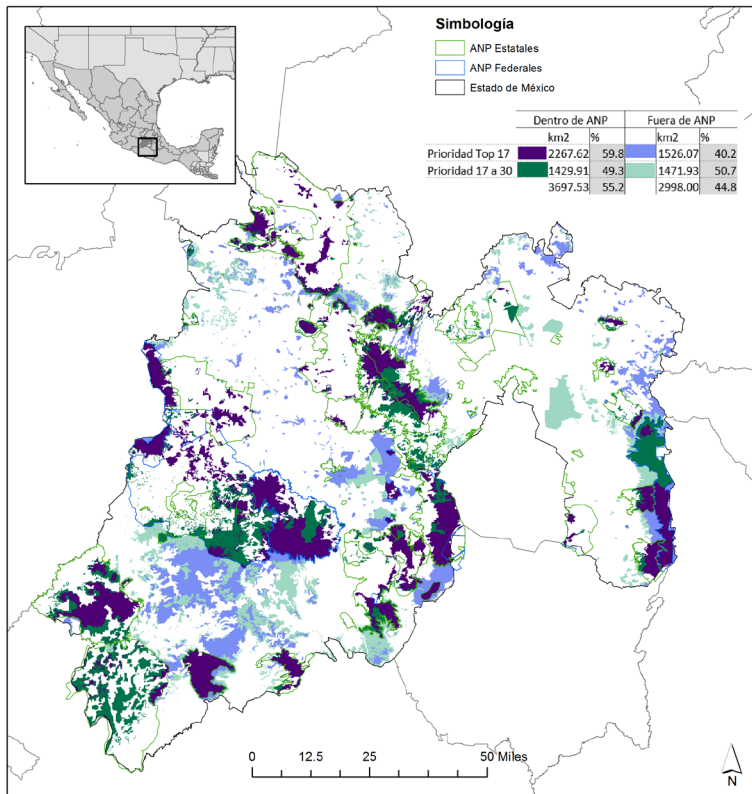 Simbología
ANP Estatales
ANP Federales
Estado de México
Dentro de ANP Fuera de ANP
km2 % km2 %
Prioridad Top 17 2267.62 59.8 1526.07 40.2
Prioridad 17 a 30 1429.91 49.3 1471.93 50.7
3697.53 55.2 2998.00 44.8
0 12.5 25 50 Miles
N